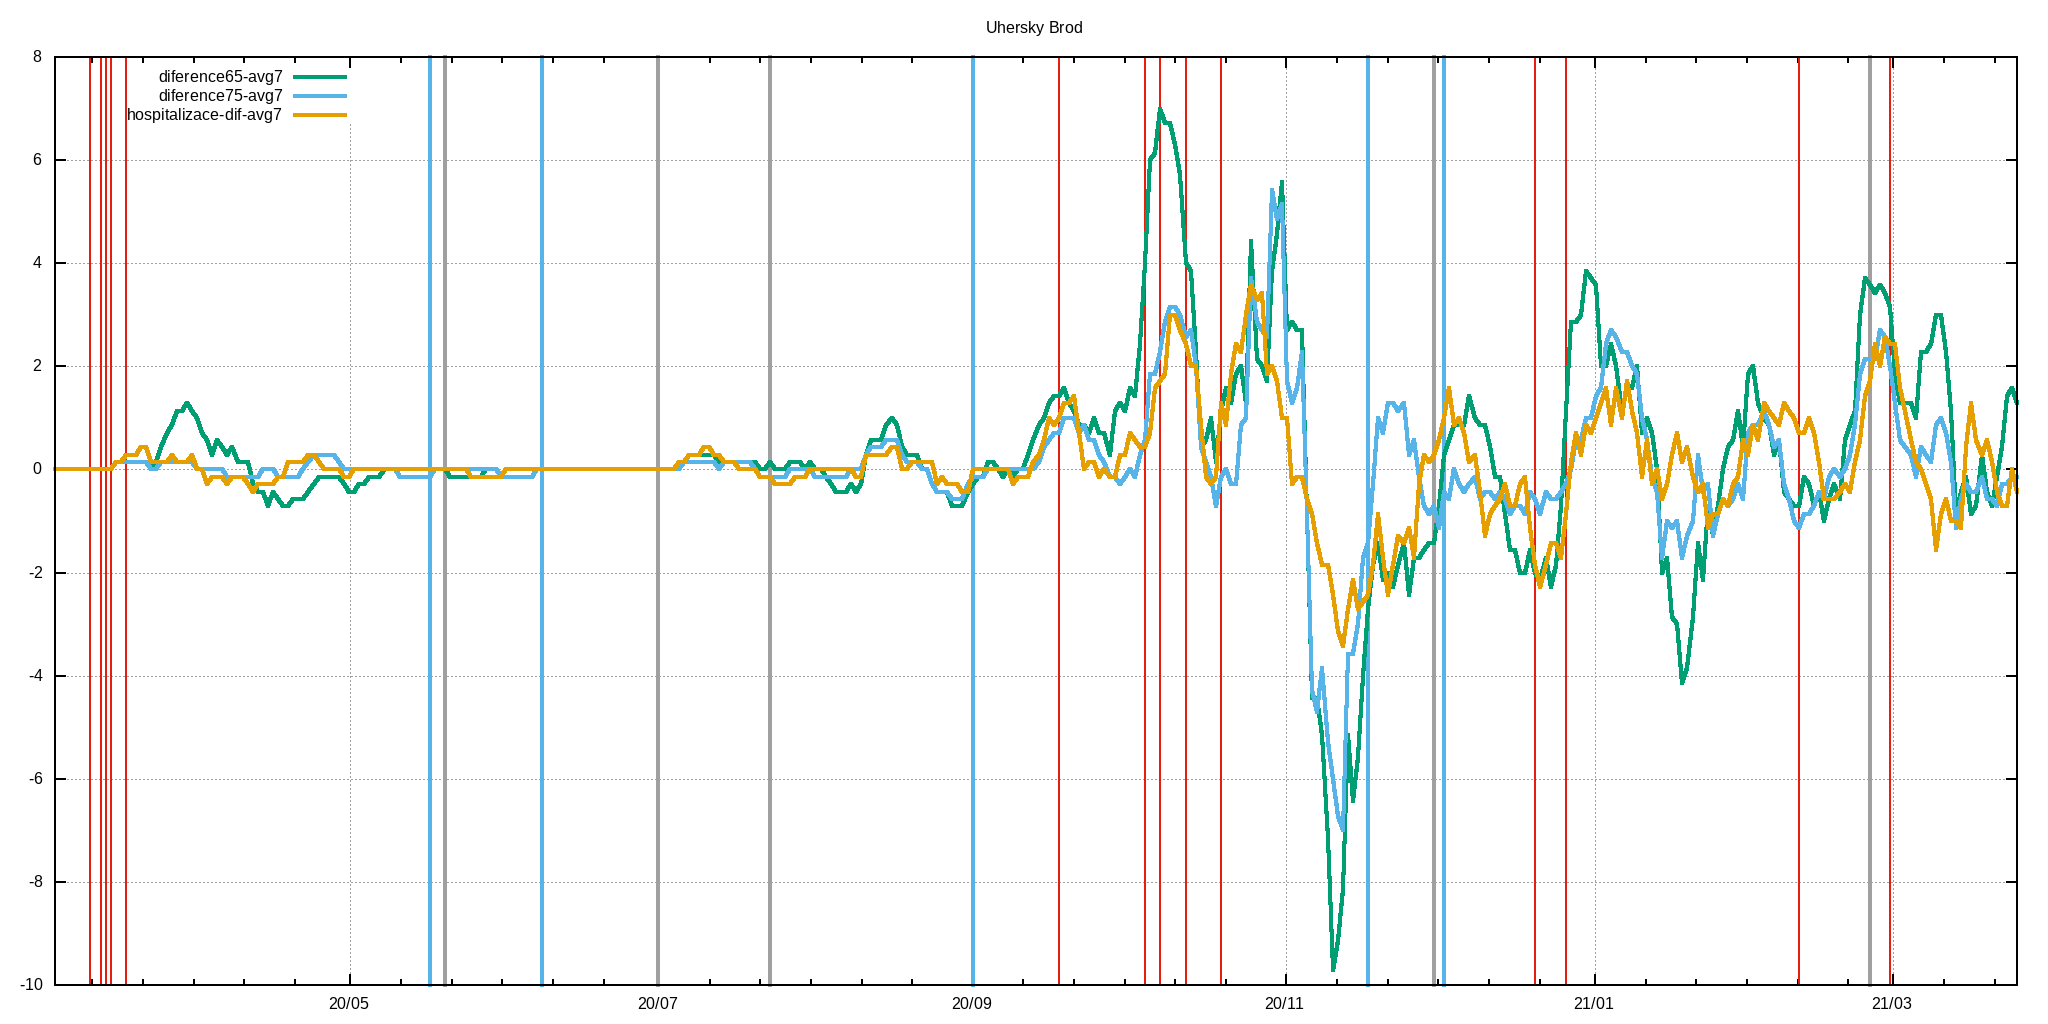 Uhersky Brod
8
diference65-avg7
diference75-avg7
hospitalizace-dif-avg7
6
4
2
0
-2
-4
-6
-8
-10
20/05 20/07 20/09 20/11 21/01 21/03